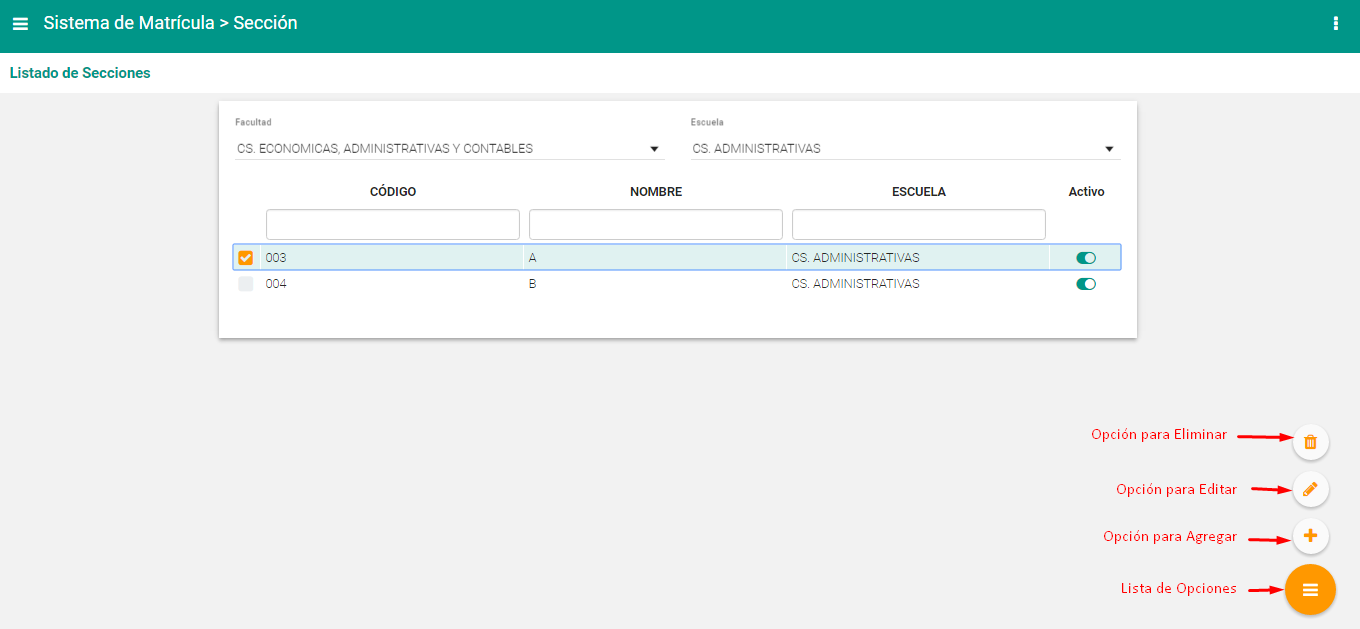 Sistema de Matrícula > Sección
Listado de Secciones
Facultad Escuela
CS. ECONOMICAS, ADMINISTRATIVAS Y CONTABLES CS. ADMINISTRATIVAS
CÓDIGO NOMBRE ESCUELA Activo
003 A CS. ADMINISTRATIVAS
004 B CS. ADMINISTRATIVAS
Opción para Eliminar
Opción para Editar
Opción para Agregar
Lista de Opciones